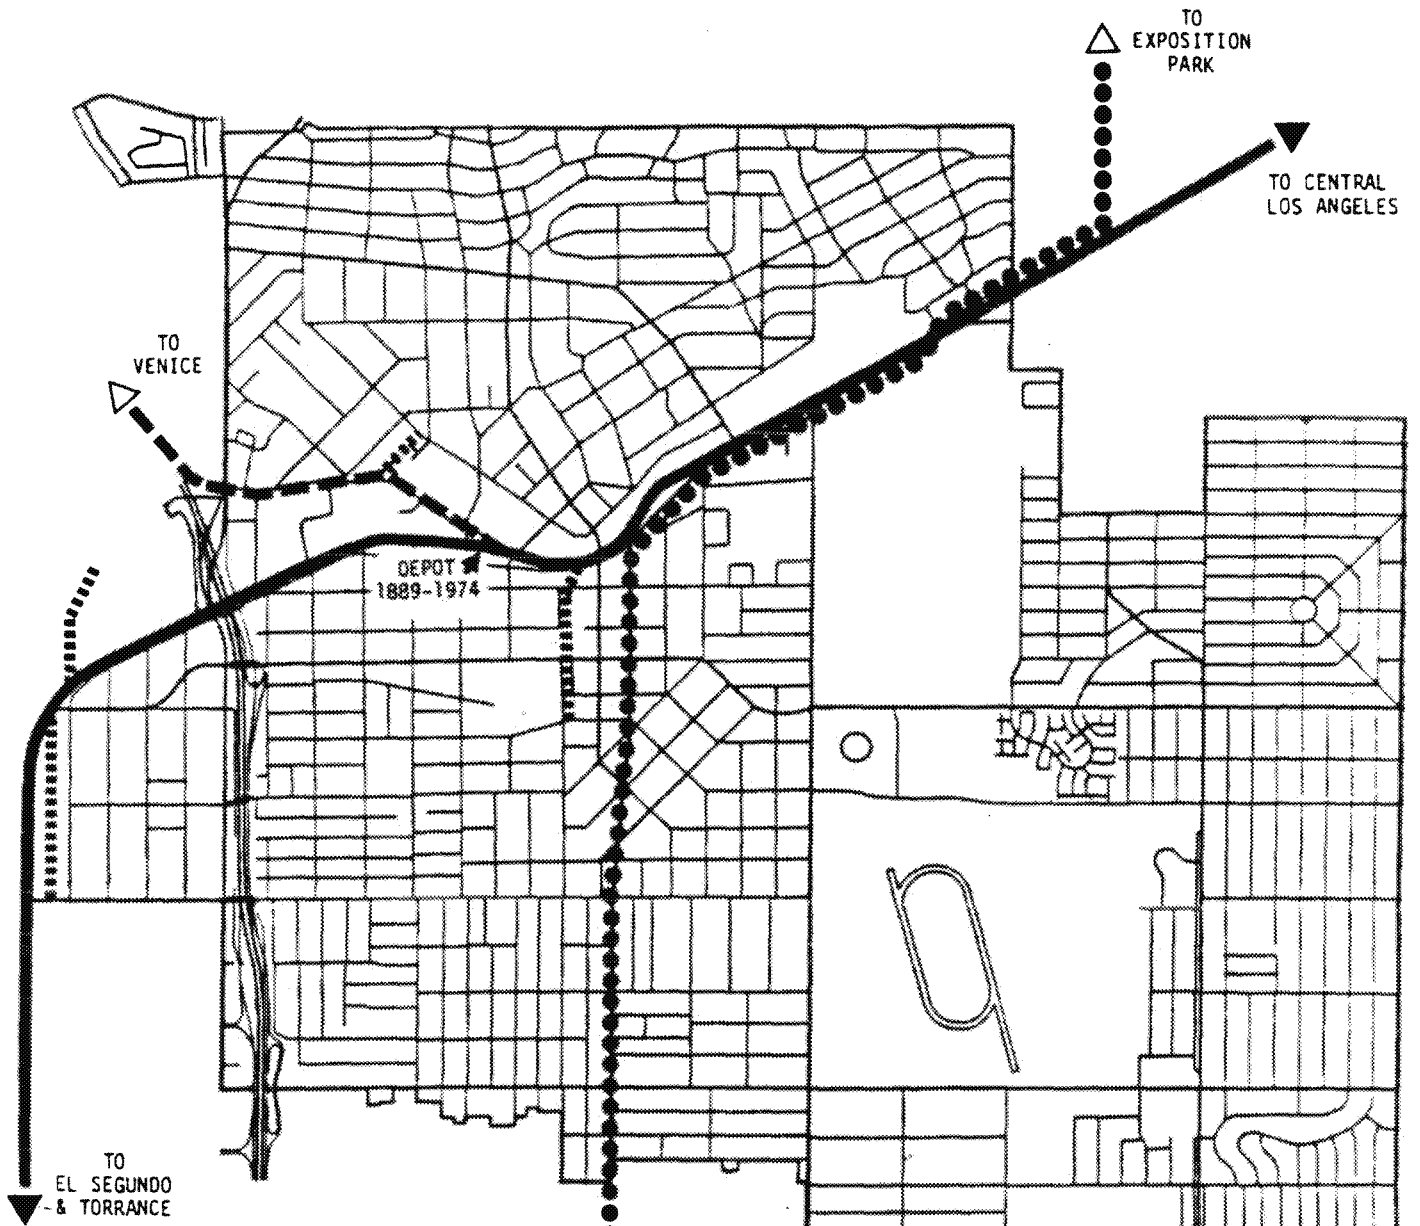 TO
EXPOSITION
PARK
TO CENTRAL
LOS ANGELES
TO
VENICE
DEPOT
1889-1974
TO
EL SEGUNDO
& TORRANCE